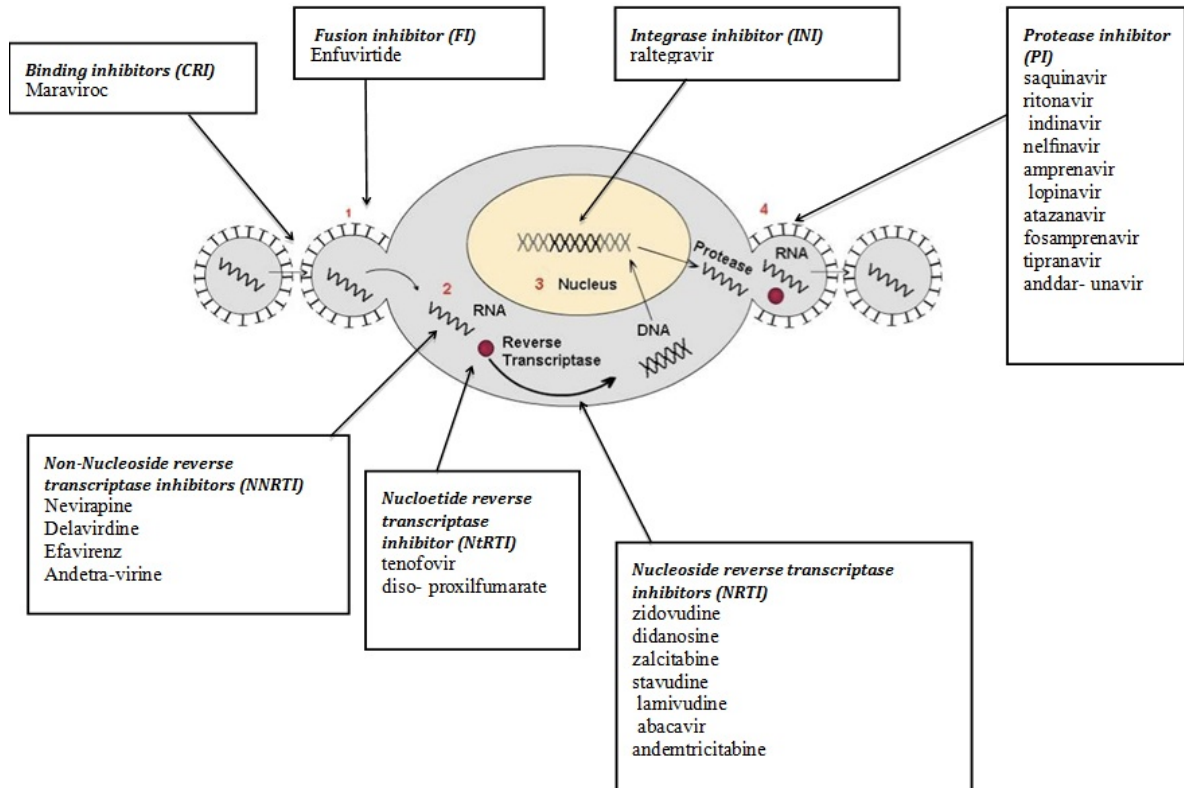 Binding inhibitors (CRI)
Maraviroc
Fusion inhibitor (FI)
Enfuvirtide
Integrase inhibitor (INI)
raltegravir
Protease inhibitor
(PI)
saquinavir
ritonavir
indinavir
nelfinavir
amprenavir
lopinavir
atazanavir
fosamprenavir
tipranavir
anddar- unavir
1
2
RNA
Reverse
Transcriptase
3 Nucleus
DNA
Protease
4
RNA
Non-Nucleoside reverse
transcriptase inhibitors (NNRTI)
Nevirapine
Delavirdine
Efavirenz
Andetra-virine
Nucloetide reverse
transcriptase
inhibitor (NtRTI)
tenofovir
diso- proxilfumarate
Nucleoside reverse transcriptase
inhibitors (NRTI)
zidovudine
didanosine
zalcitabine
stavudine
lamivudine
abacavir
andemtricitabine